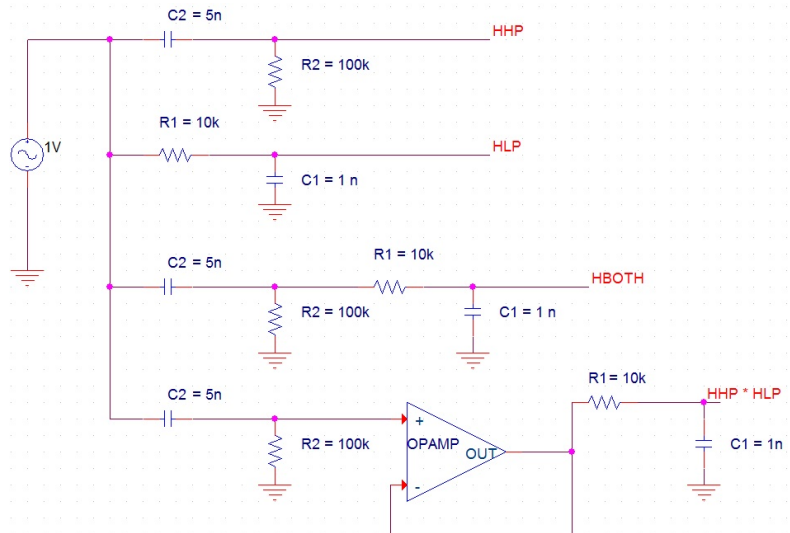 C2 = 5n
HHP
R2 = 100k
R1 = 10k
1V
HLP
C1 = 1 n
R1 = 10k
C2 = 5n
HBOTH
R2 = 100k
C1 = 1 n
R1 = 10k
C2 = 5n
HHP * HLP
+
R2 = 100k
OPAMP
OUT
C1 = 1n
-